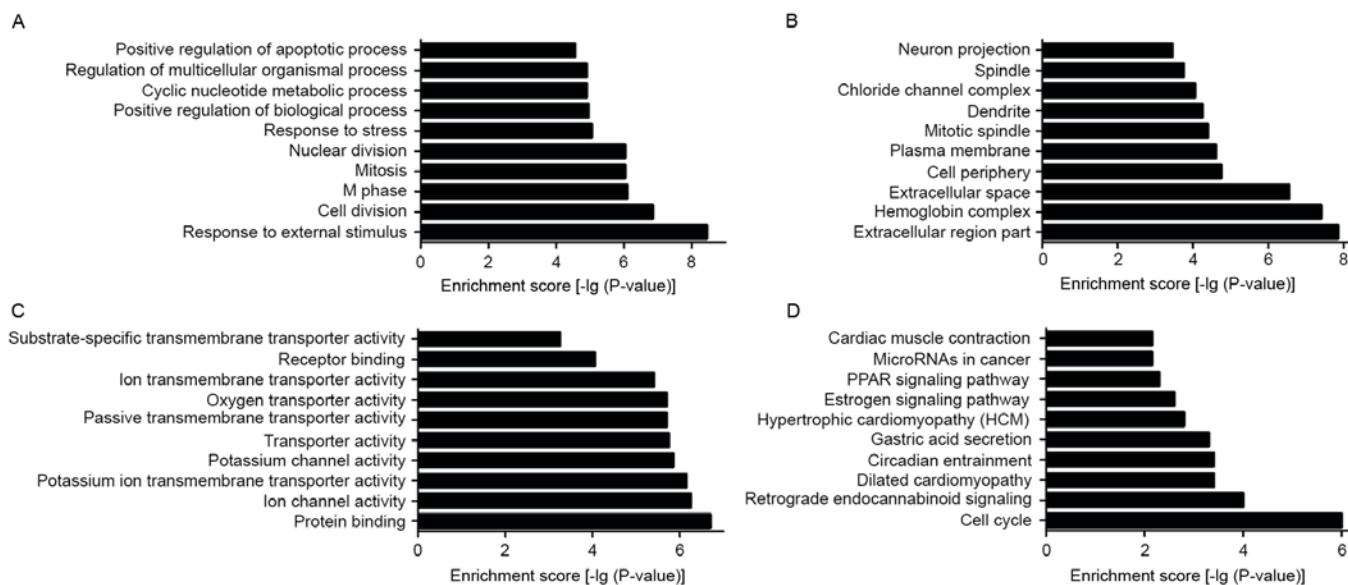 A
Positive regulation of apoptotic process
Regulation of multicellular organismal process
Cyclic nucleotide metabolic process
Positive regulation of biological process
Response to stress
Nuclear division
Mitosis
M phase
Cell division
Response to external stimulus
0 2 4 6 8
Enrichment score [-lg (P-value)]
B
Neuron projection
Spindle
Chloride channel complex
Dendrite
Mitotic spindle
Plasma membrane
Cell periphery
Extracellular space
Hemoglobin complex
Extracellular region part
0 2 4 6 8
Enrichment score [-lg (P-value)]
C
Substrate-specific transmembrane transporter activity
Receptor binding
Ion transmembrane transporter activity
Oxygen transporter activity
Passive transmembrane transporter activity
Transporter activity
Potassium channel activity
Potassium ion transmembrane transporter activity
Ion channel activity
Protein binding
0 2 4 6
Enrichment score [-lg (P-value)]
D
Cardiac muscle contraction
MicroRNAs in cancer
PPAR signaling pathway
Estrogen signaling pathway
Hypertrophic cardiomyopathy (HCM)
Gastric acid secretion
Circadian entrainment
Dilated cardiomyopathy
Retrograde endocannabinoid signaling
Cell cycle
0 2 4 6
Enrichment score [-lg (P-value)]